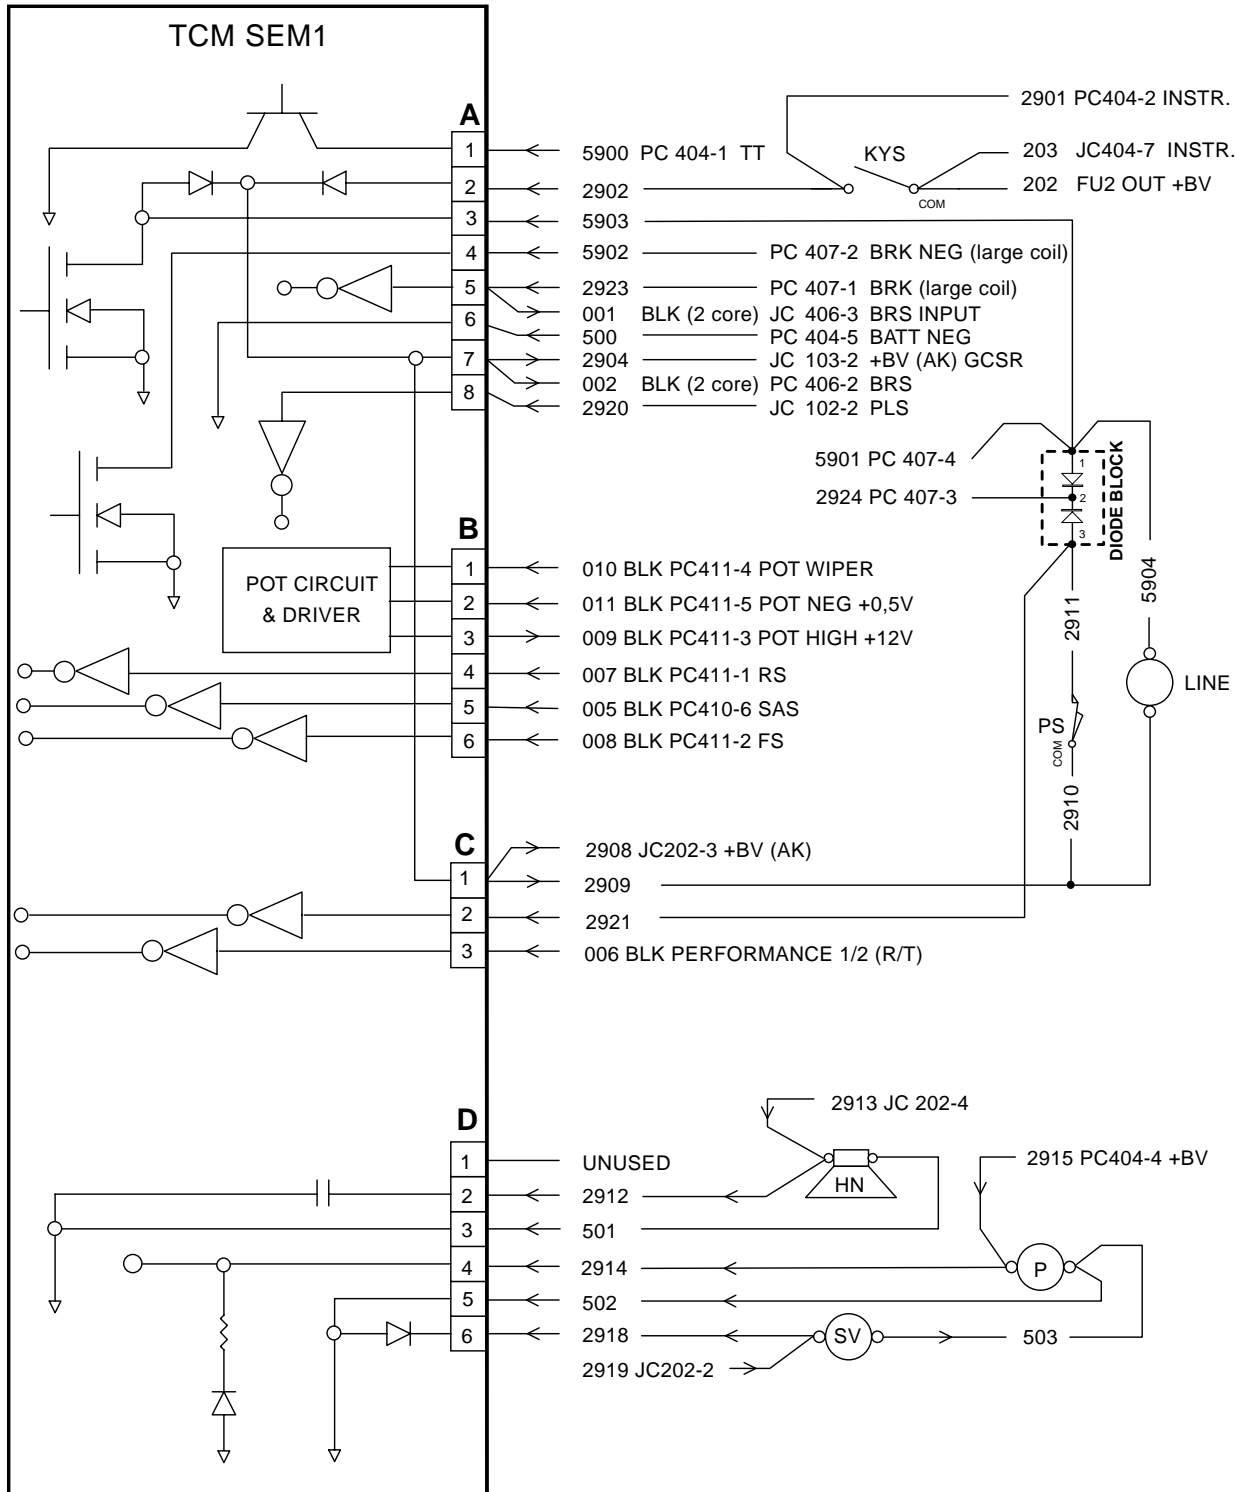 TCM SEM1
A
1 5900 PC 404-1 TT
2 2902
3 5903
4 5902 PC 407-2 BRK NEG (large coil)
5 2923 PC 407-1 BRK (large coil)
001 BLK (2 core) JC 406-3 BRS INPUT
6 500 PC 404-5 BATT NEG
7 2904 JC 103-2 +BV (AK) GCSR
002 BLK (2 core) PC 406-2 BRS
8 2920 JC 102-2 PLS
2901 PC404-2 INSTR.
KYS
COM
203 JC404-7 INSTR.
202 FU2 OUT +BV
5901 PC 407-4
2924 PC 407-3
1
2
3
DIODE BLOCK
5904
2911
LINE
PS
COM
2910
B
POT CIRCUIT
& DRIVER
1 010 BLK PC411-4 POT WIPER
2 011 BLK PC411-5 POT NEG +0,5V
3 009 BLK PC411-3 POT HIGH +12V
4 007 BLK PC411-1 RS
5 005 BLK PC410-6 SAS
6 008 BLK PC411-2 FS
C
2908 JC202-3 +BV (AK)
1 2909
2 2921
3 006 BLK PERFORMANCE 1/2 (R/T)
D
1 UNUSED
2 2912
3 501
4 2914
5 502
6 2918
2919 JC202-2
2913 JC 202-4
HN
2915 PC404-4 +BV
P
SV
503